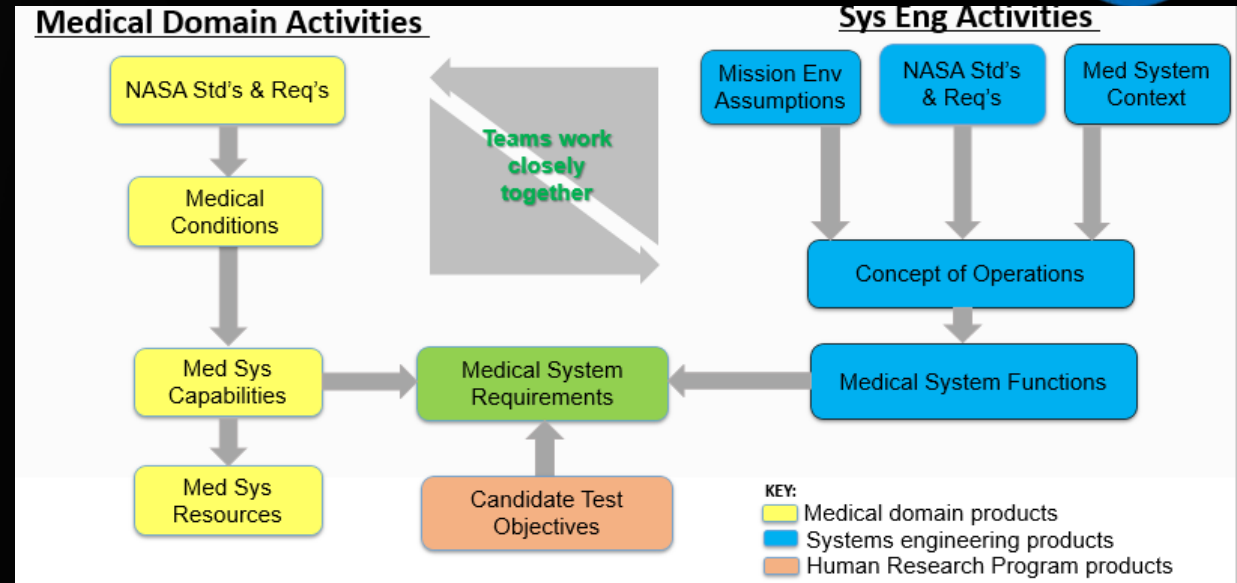 Medical Domain Activities
Sys Eng Activities
NASA Std's & Req's
Medical
Conditions
Med Sys
Capabilities
Med Sys
Resources
Teams work
closely
together
Mission Env
Assumptions
NASA Std's
& Req's
Med System
Context
Concept of Operations
Medical System Functions
Medical System
Requirements
Candidate Test
Objectives
KEY:
Medical domain products
Systems engineering products
Human Research Program products